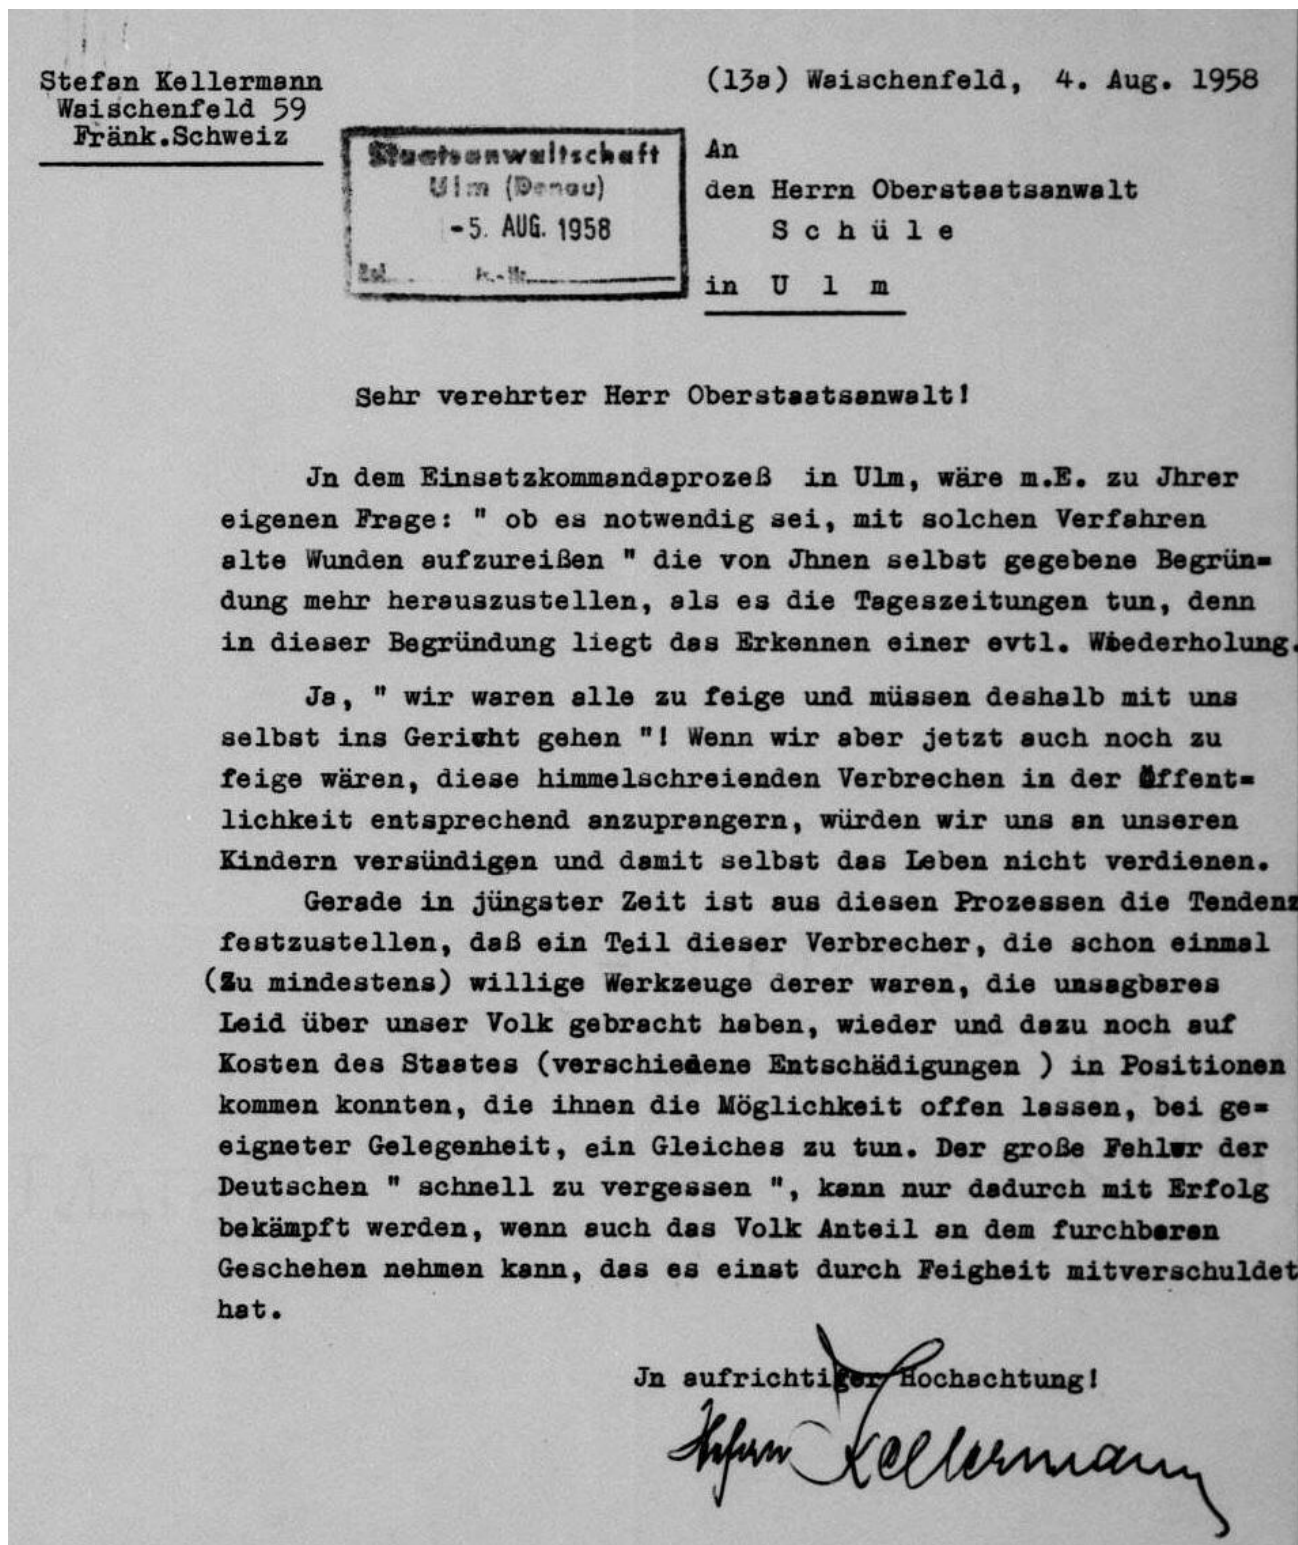 Stefan Kellermann
Waischenfeld 59
Fränk.Schweiz
(13a) Waischenfeld, 4. Aug. 1958
Staatsanwaltschaft
Ulm (Donau)
-5. AUG. 1958
An
den Herrn Oberstaatsanwalt
S c h ü l e
in U l m
Sehr verehrter Herr Oberstaatsanwalt!
Jn dem Einsatzkommandoprozeß in Ulm, wäre m.E. zu Jhrer
eigenen Frage: " ob es notwendig sei, mit solchen Verfahren
alte Wunden aufzureißen " die von Jhnen selbst gegebene Begrün=
dung mehr herauszustellen, als es die Tageszeitungen tun, denn
in dieser Begründung liegt das Erkennen einer evtl. Wiederholung.
Ja, " wir waren alle zu feige und müssen deshalb mit uns
selbst ins Gericht gehen "! Wenn wir aber jetzt auch noch zu
feige wären, diese himmelschreienden Verbrechen in der Öffent=
lichkeit entsprechend anzuprangern, würden wir uns an unseren
Kindern versündigen und damit selbst das Leben nicht verdienen.
Gerade in jüngster Zeit ist aus diesen Prozessen die Tendenz
festzustellen, daß ein Teil dieser Verbrecher, die schon einmal
(Zu mindestens) willige Werkzeuge derer waren, die unsagbares
Leid über unser Volk gebracht haben, wieder und dazu noch auf
Kosten des Staates (verschiedene Entschädigungen ) in Positionen
kommen konnten, die ihnen die Möglichkeit offen lassen, bei ge=
eigneter Gelegenheit, ein Gleiches zu tun. Der große Fehler der
Deutschen " schnell zu vergessen ", kann nur dadurch mit Erfolg
bekämpft werden, wenn auch das Volk Anteil an dem furchbaren
Geschehen nehmen kann, das es einst durch Feigheit mitverschuldet
hat.
Jn aufrichtiger Hochachtung!
Stefan Kellermann